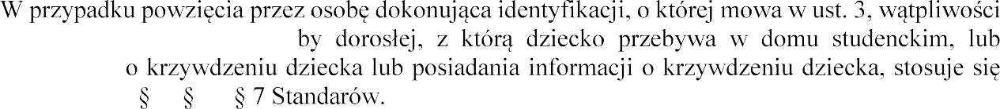 W przypadku powzięcia przez osobę dokonująca identyfikacji, o której mowa w ust. 3, wątpliwości
by dorosłej, z którą dziecko przebywa w domu studenckim, lub
o krzywdzeniu dziecka lub posiadania informacji o krzywdzeniu dziecka, stosuje się
§ § § 7 Standarów.